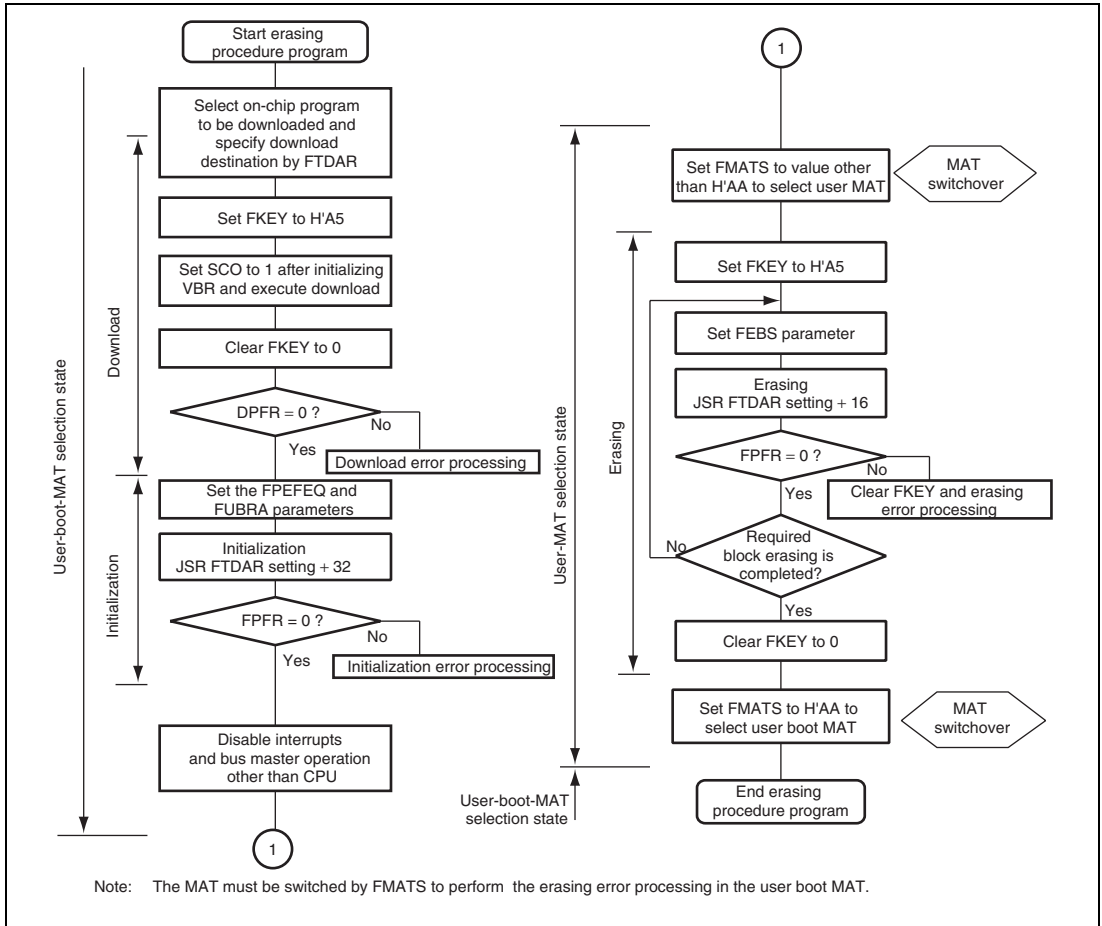 Start erasing
procedure program
Select on-chip program
to be downloaded and
specify download
destination by FTDAR
Set FKEY to H'A5
Set SCO to 1 after initializing
VBR and execute download
Clear FKEY to 0
DPFR = 0 ?
No
Yes
Download error processing
Set the FPEFEQ and
FUBRA parameters
Initialization
JSR FTDAR setting + 32
FPFR = 0 ?
No
Yes
Initialization error processing
Disable interrupts
and bus master operation
other than CPU
1
User-boot-MAT selection state
Download
Initialization
1
Set FMATS to value other
than H'AA to select user MAT
MAT
switchover
Set FKEY to H'A5
Set FEBS parameter
Erasing
JSR FTDAR setting + 16
FPFR = 0 ?
No
Yes
Clear FKEY and erasing
error processing
Required
block erasing is
completed?
No
Yes
Clear FKEY to 0
Set FMATS to H'AA to
select user boot MAT
MAT
switchover
End erasing
procedure program
User-MAT selection state
Erasing
User-boot-MAT
selection state
Note: The MAT must be switched by FMATS to perform the erasing error processing in the user boot MAT.